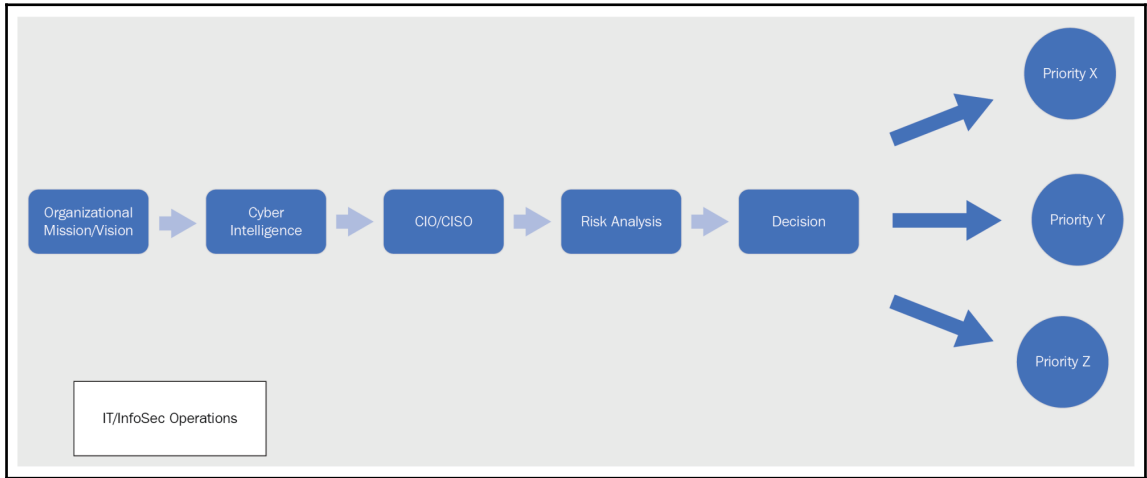 Priority X
Organizational
Mission/Vision
Cyber
Intelligence
CIO/CISO
Risk Analysis
Decision
Priority Y
Priority Z
IT/InfoSec Operations